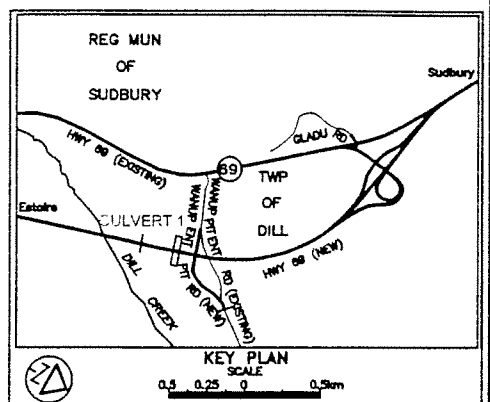 REG MUN
OF
SUDBURY
Sudbury
HWY 69 (EXISTING)
69
GLADU RD
TWP
OF
DILL
Estaire
CULVERT 1
WANUP ENT
PIT RD (NEW)
WANUP PIT ENT
RD (EXISTING)
HWY 69 (NEW)
DILL
CREEK
N
KEY PLAN
SCALE
0.5 0.25 0 0.5km